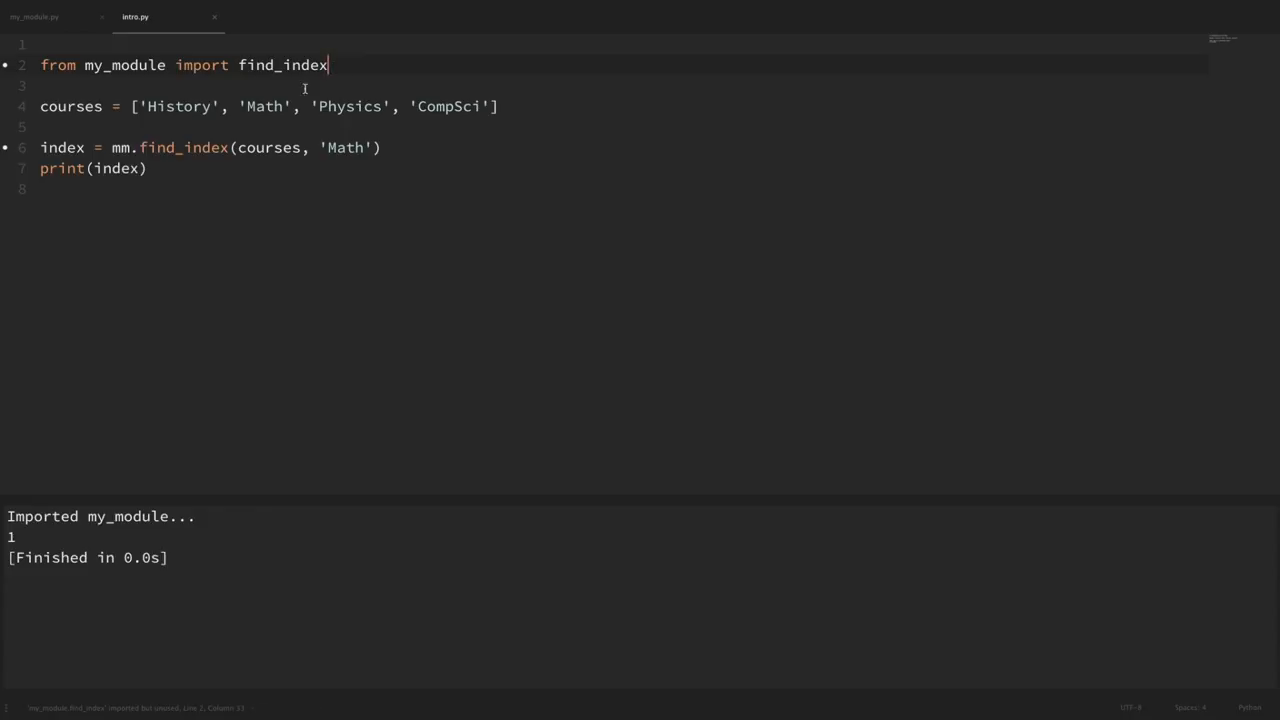 my_module.py × intro.py ×
1
2 from my_module import find_index
3
4 courses = ['History', 'Math', 'Physics', 'CompSci']
5
6 index = mm.find_index(courses, 'Math')
7 print(index)
8
Imported my_module...
1
[Finished in 0.0s]
'my_module.find_index' imported but unused, Line 2, Column 33 UTF-8 Spaces: 4 Python